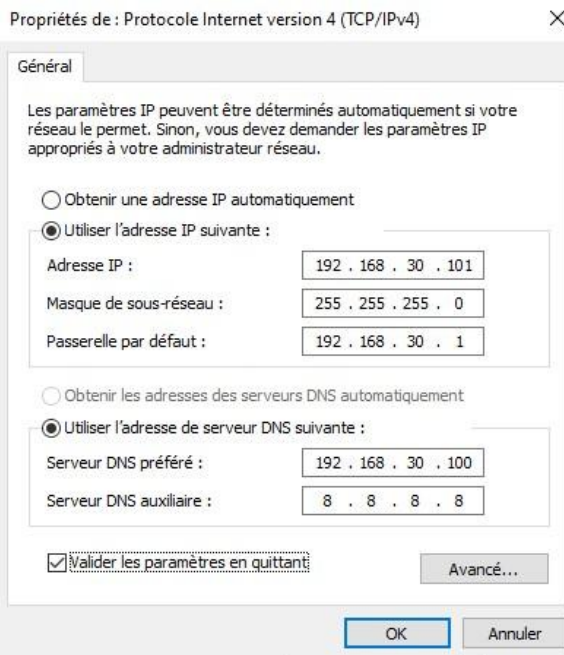 Propriétés de : Protocole Internet version 4 (TCP/IPv4)
Général
Les paramètres IP peuvent être déterminés automatiquement si votre
réseau le permet. Sinon, vous devez demander les paramètres IP
appropriés à votre administrateur réseau.
Obtenir une adresse IP automatiquement
Utiliser l'adresse IP suivante :
Adresse IP : 192 . 168 . 30 . 101
Masque de sous-réseau : 255 . 255 . 255 . 0
Passerelle par défaut : 192 . 168 . 30 . 1
Obtenir les adresses des serveurs DNS automatiquement
Utiliser l'adresse de serveur DNS suivante :
Serveur DNS préféré : 192 . 168 . 30 . 100
Serveur DNS auxiliaire : 8 . 8 . 8 . 8
Valider les paramètres en quittant
Avancé...
OK Annuler